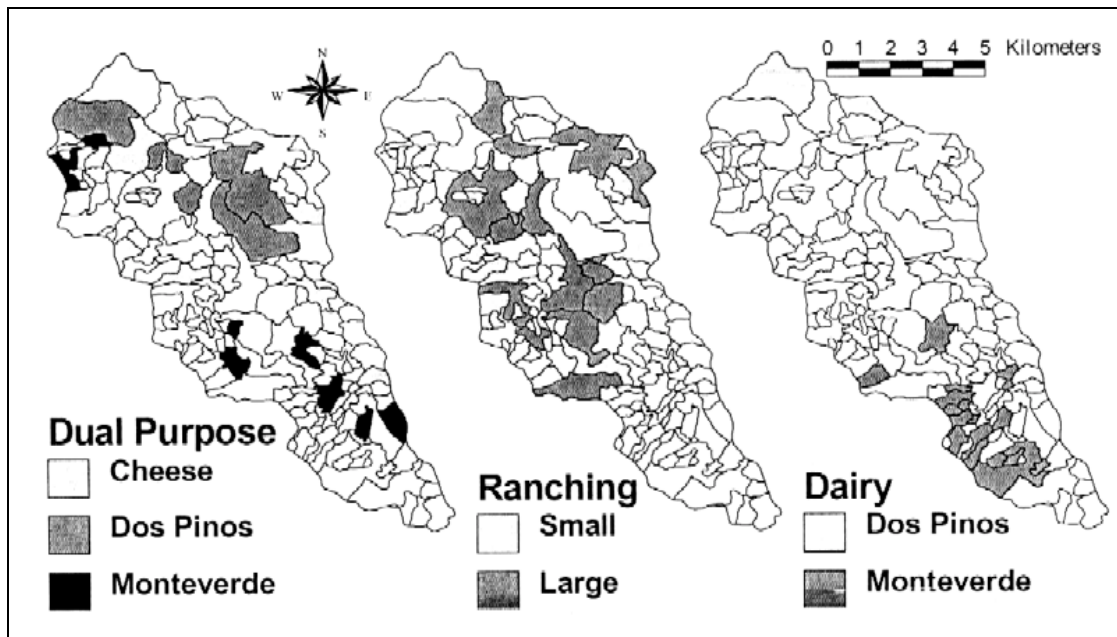 N
W E
S
0 1 2 3 4 5 Kilometers
Dual Purpose
Cheese
Dos Pinos
Monteverde
Ranching
Small
Large
Dairy
Dos Pinos
Monteverde